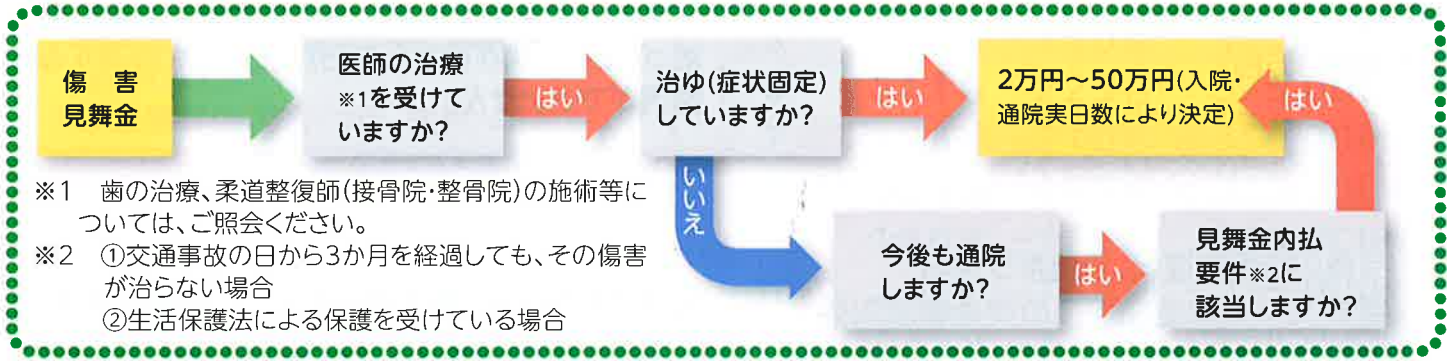 傷　害
見舞金
医師の治療
※1を受けて
いますか？
はい
治ゆ(症状固定)
していますか？
はい
2万円～50万円(入院・
通院実日数により決定)
はい
いいえ
今後も通院
しますか？
はい
見舞金内払
要件※2に
該当しますか？
※1　歯の治療、柔道整復師(接骨院・整骨院)の施術等に
ついては、ご照会ください。
※2　①交通事故の日から3か月を経過しても、その傷害
が治らない場合
②生活保護法による保護を受けている場合